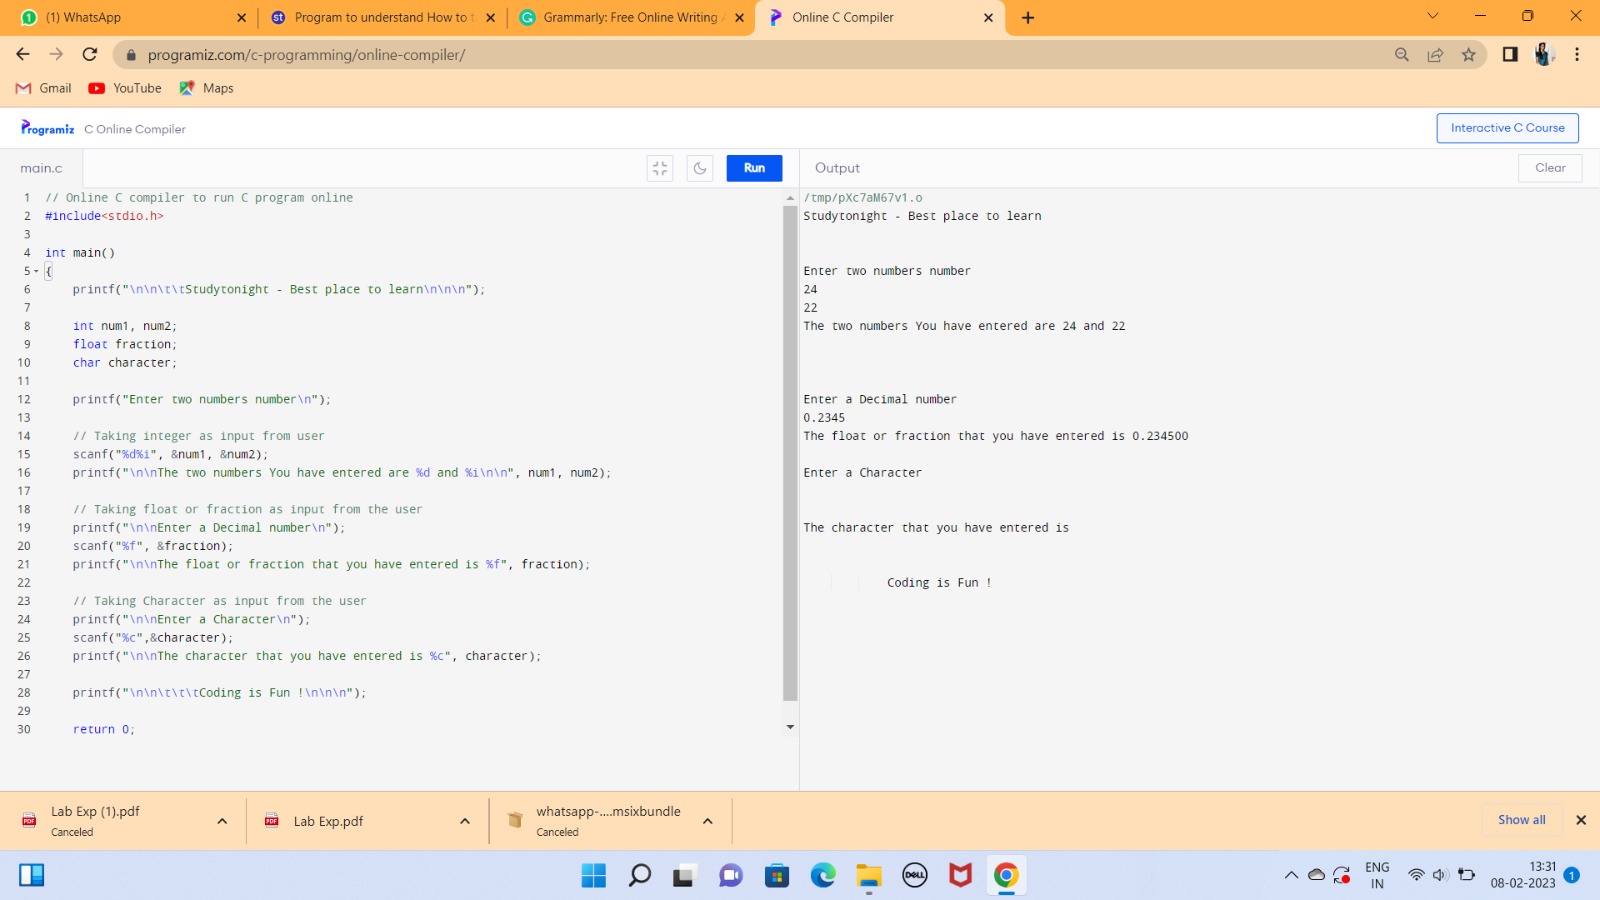 (1) WhatsApp
Program to understand How to t
Grammarly: Free Online Writing A
Online C Compiler
programiz.com/c-programming/online-compiler/
Gmail
YouTube
Maps
Programiz C Online Compiler
Interactive C Course
main.c
Run
Output
Clear
1 // Online C compiler to run C program online
2 #include<stdio.h>
3
4 int main()
5 {
6 printf("\n\n\t\tStudytonight - Best place to learn\n\n\n");
7
8 int num1, num2;
9 float fraction;
10 char character;
11
12 printf("Enter two numbers number\n");
13
14 // Taking integer as input from user
15 scanf("%d%i", &num1, &num2);
16 printf("\n\nThe two numbers You have entered are %d and %i\n\n", num1, num2);
17
18 // Taking float or fraction as input from the user
19 printf("\n\nEnter a Decimal number\n");
20 scanf("%f", &fraction);
21 printf("\n\nThe float or fraction that you have entered is %f", fraction);
22
23 // Taking Character as input from the user
24 printf("\n\nEnter a Character\n");
25 scanf("%c",&character);
26 printf("\n\nThe character that you have entered is %c", character);
27
28 printf("\n\n\t\t\tCoding is Fun !\n\n\n");
29
30 return 0;
/tmp/pXc7aM67v1.o
Studytonight - Best place to learn
Enter two numbers number
24
22
The two numbers You have entered are 24 and 22
Enter a Decimal number
0.2345
The float or fraction that you have entered is 0.234500
Enter a Character
The character that you have entered is
Coding is Fun !
Lab Exp (1).pdf
Canceled
Lab Exp.pdf
whatsapp-....msixbundle
Canceled
Show all
DELL
ENG
IN
13:31
08-02-2023
1